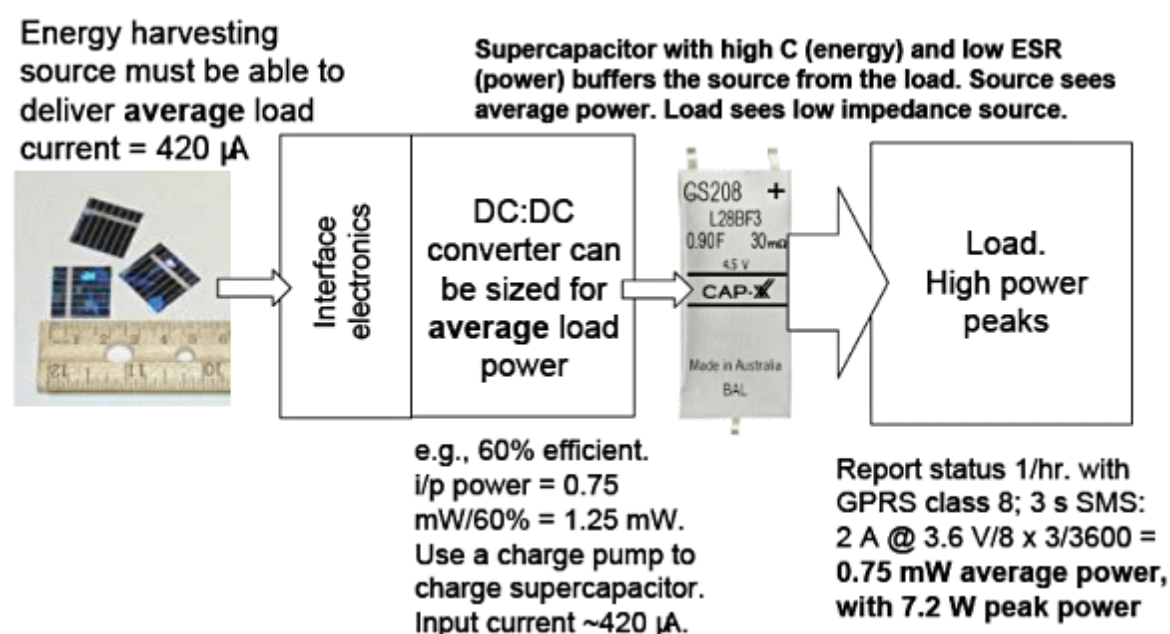 Energy harvesting
source must be able to
deliver average load
current = 420 µA
Supercapacitor with high C (energy) and low ESR
(power) buffers the source from the load. Source sees
average power. Load sees low impedance source.
Interface
electronics
DC:DC
converter can
be sized for
average load
power
GS208 +
L28BF3
0.90F 30mΩ
4.5 V
CAP-XX
Made in Australia
BAL
Load.
High power
peaks
e.g., 60% efficient.
i/p power = 0.75
mW/60% = 1.25 mW.
Use a charge pump to
charge supercapacitor.
Input current ~420 µA.
Report status 1/hr. with
GPRS class 8; 3 s SMS:
2 A @ 3.6 V/8 x 3/3600 =
0.75 mW average power,
with 7.2 W peak power